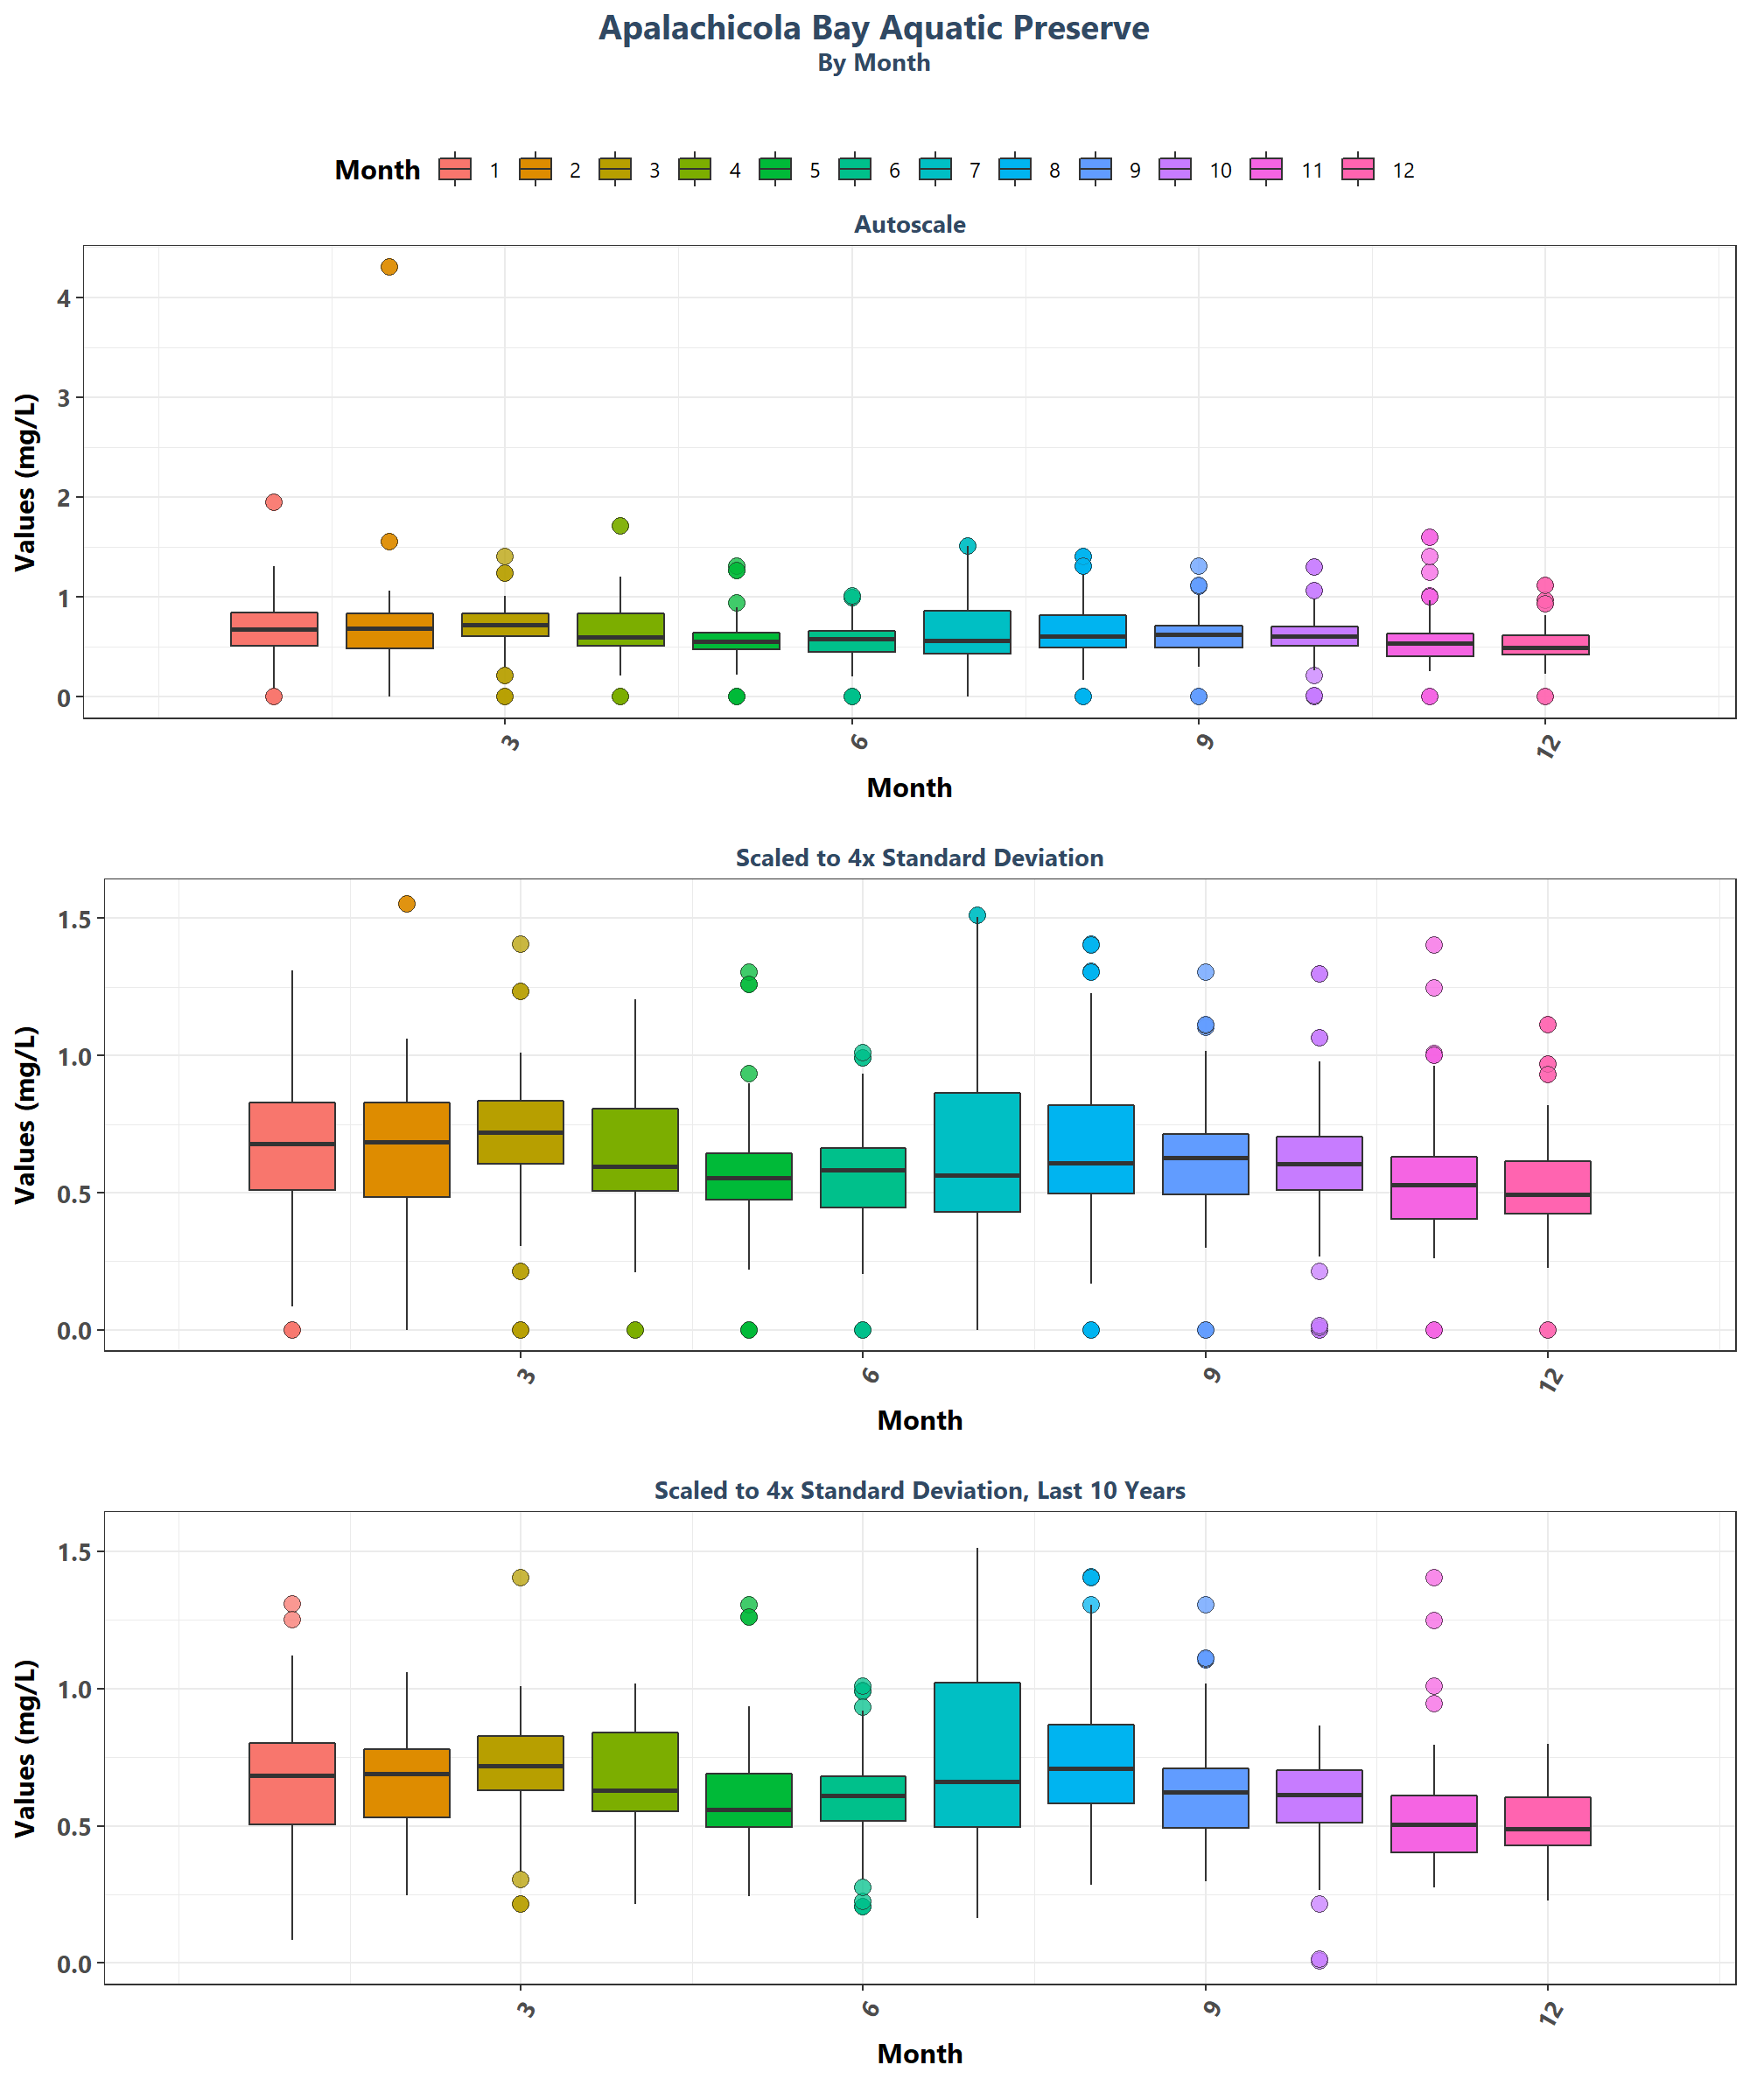 Apalachicola Bay Aquatic Preserve
By Month
Month 1 2 3 4 5 6 7 8 9 10 11 12
Autoscale
Values (mg/L)
4
3
2
1
0
3 6 9 12
Month
Scaled to 4x Standard Deviation
Values (mg/L)
1.5
1.0
0.5
0.0
3 6 9 12
Month
Scaled to 4x Standard Deviation, Last 10 Years
Values (mg/L)
1.5
1.0
0.5
0.0
3 6 9 12
Month